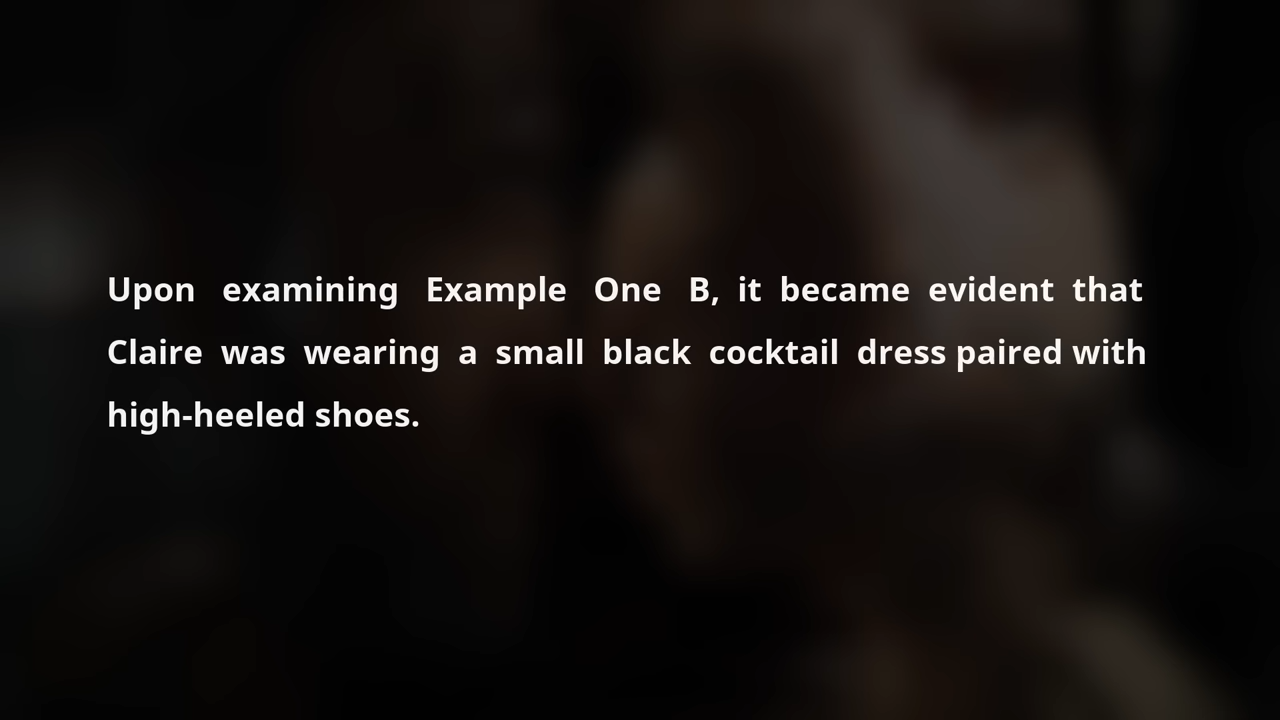 Upon examining Example One B, it became evident that
Claire was wearing a small black cocktail dress paired with
high-heeled shoes.